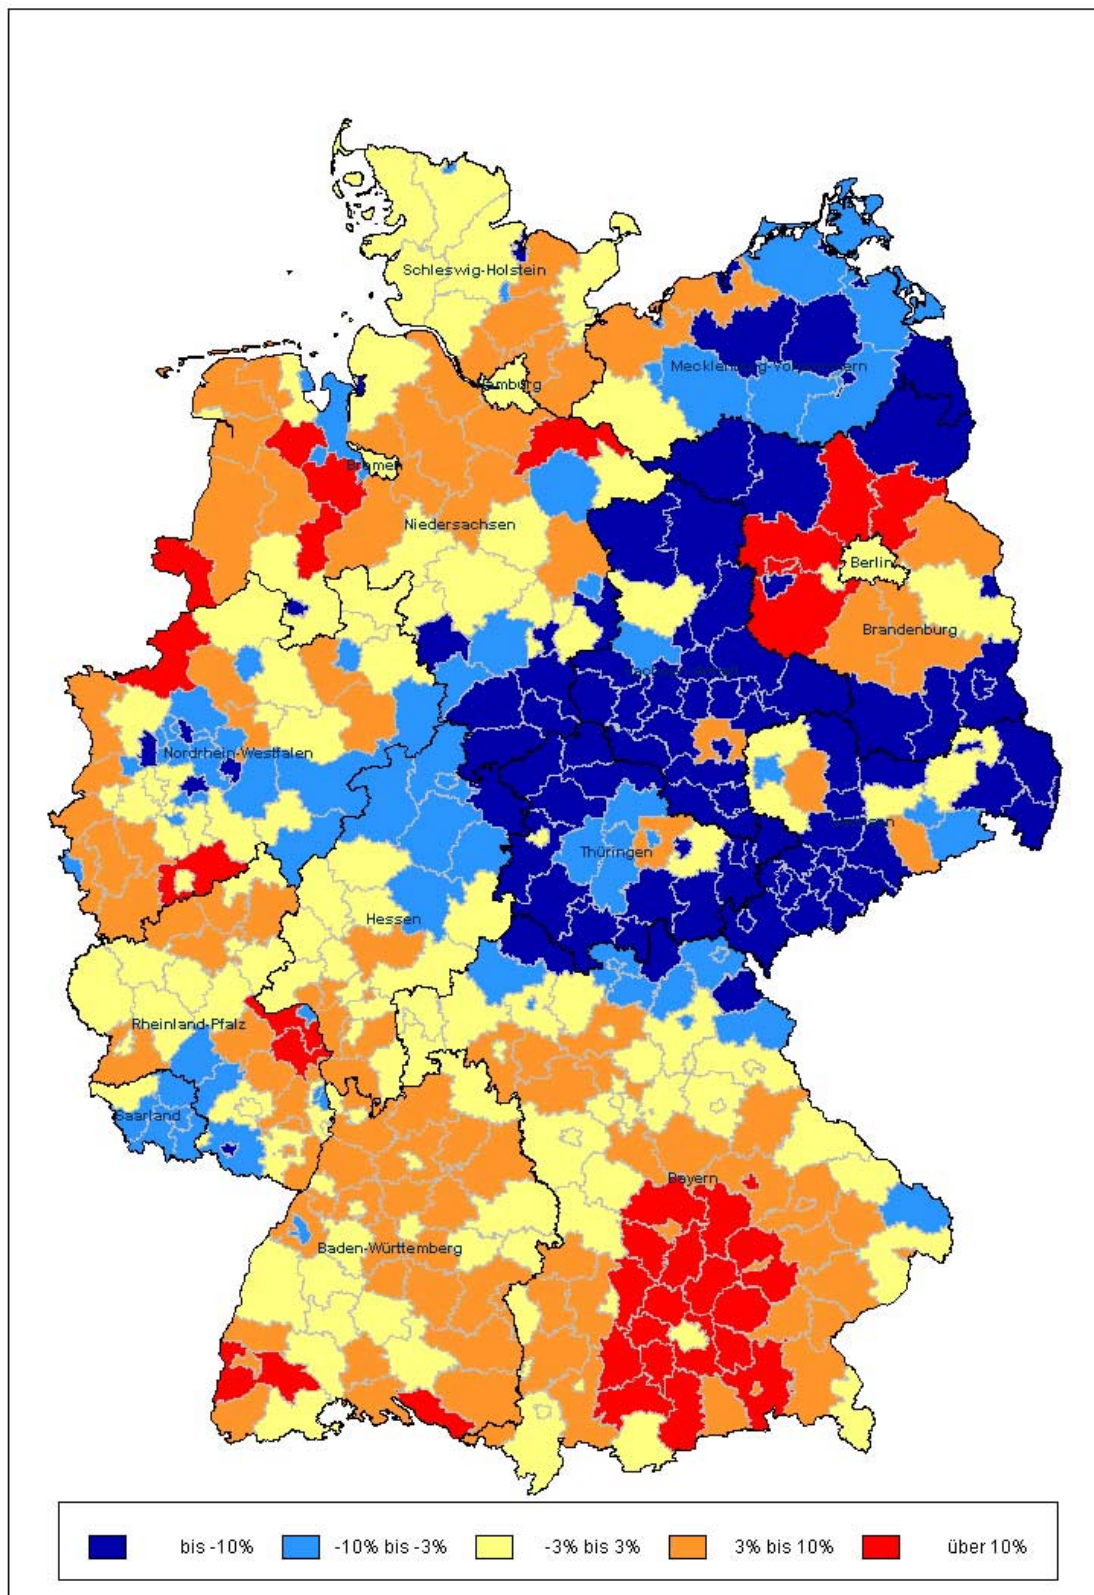 Schleswig-Holstein
Mecklenburg-Vorpommern
Hamburg
Bremen
Niedersachsen
Berlin
Brandenburg
Nordrhein-Westfalen
Thüringen
Hessen
Rheinland-Pfalz
Saarland
Bayern
Baden-Württemberg
bis -10% -10% bis -3% -3% bis 3% 3% bis 10% über 10%